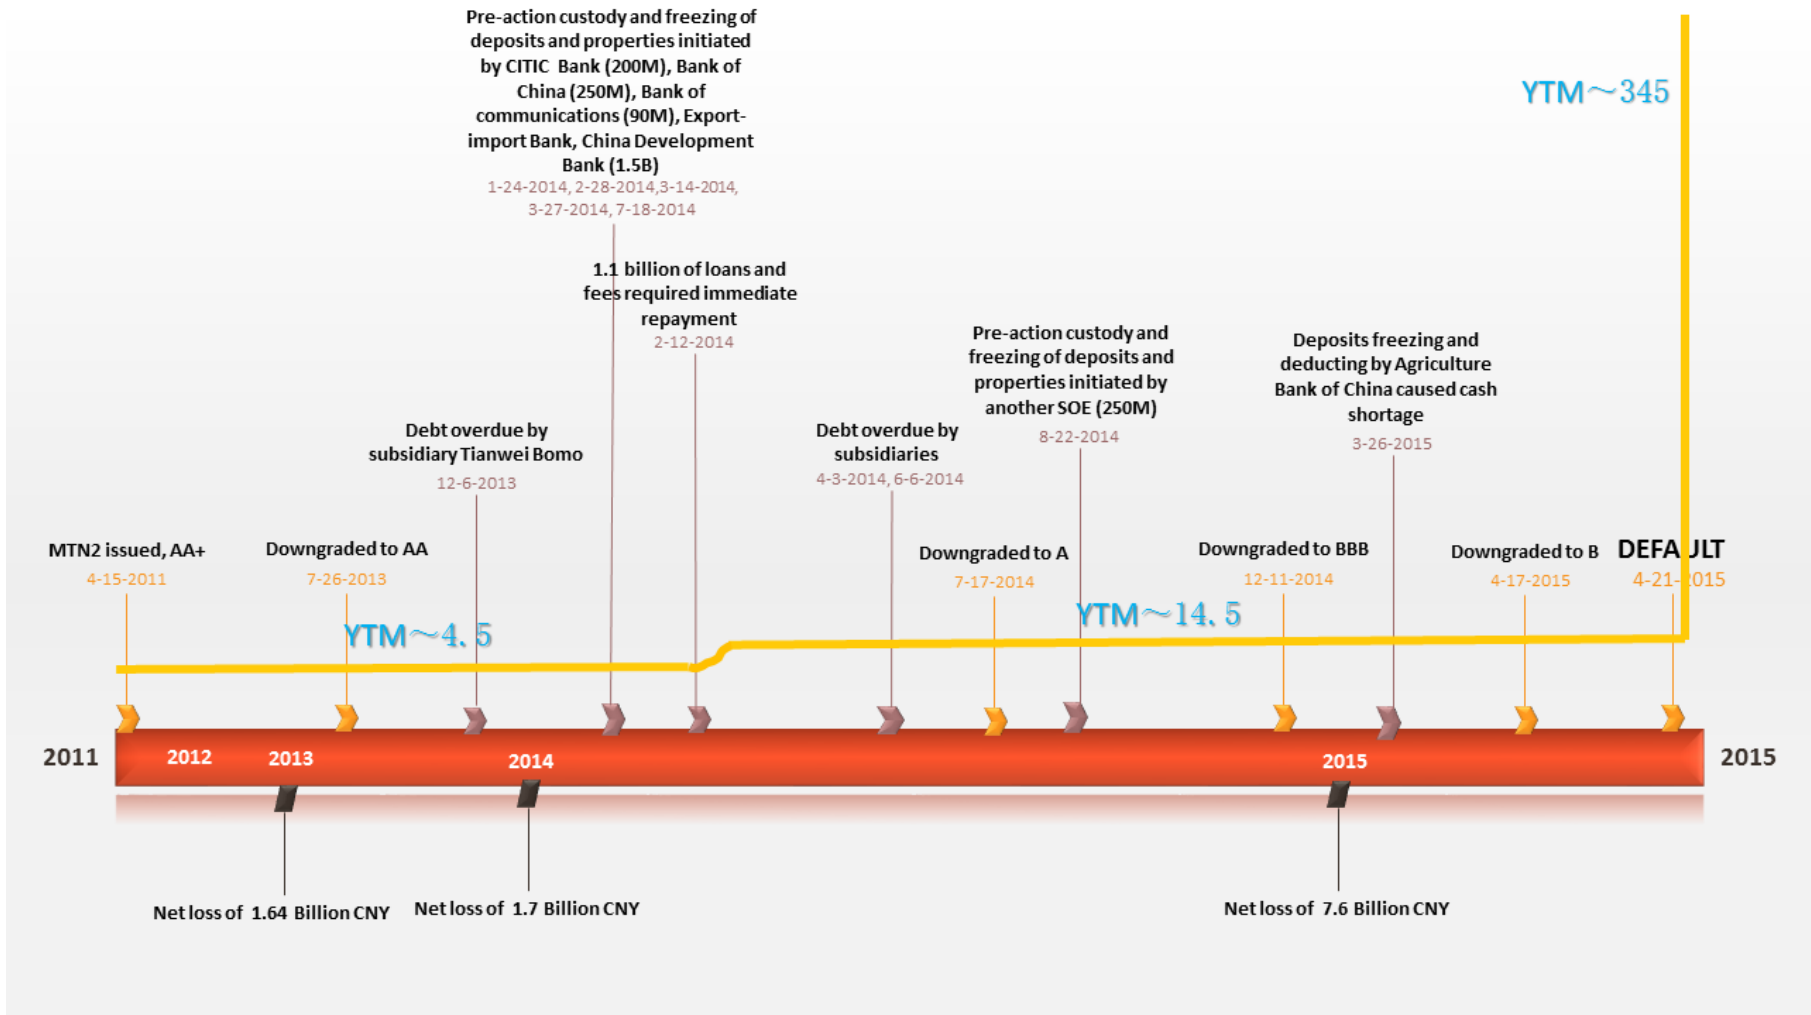 Pre-action custody and freezing of
deposits and properties initiated
by CITIC Bank (200M), Bank of
China (250M), Bank of
communications (90M), Export-
import Bank, China Development
Bank (1.5B)
1-24-2014, 2-28-2014,3-14-2014,
3-27-2014, 7-18-2014
YTM～345
1.1 billion of loans and
fees required immediate
repayment
2-12-2014
Pre-action custody and
freezing of deposits and
properties initiated by
another SOE (250M)
8-22-2014
Deposits freezing and
deducting by Agriculture
Bank of China caused cash
shortage
3-26-2015
Debt overdue by
subsidiary Tianwei Bomo
12-6-2013
Debt overdue by
subsidiaries
4-3-2014, 6-6-2014
MTN2 issued, AA+
4-15-2011
Downgraded to AA
7-26-2013
Downgraded to A
7-17-2014
Downgraded to BBB
12-11-2014
Downgraded to B
4-17-2015
DEFAULT
4-21-2015
YTM～4.5
YTM～14.5
2011
2012
2013
2014
2015
2015
Net loss of 1.64 Billion CNY
Net loss of 1.7 Billion CNY
Net loss of 7.6 Billion CNY